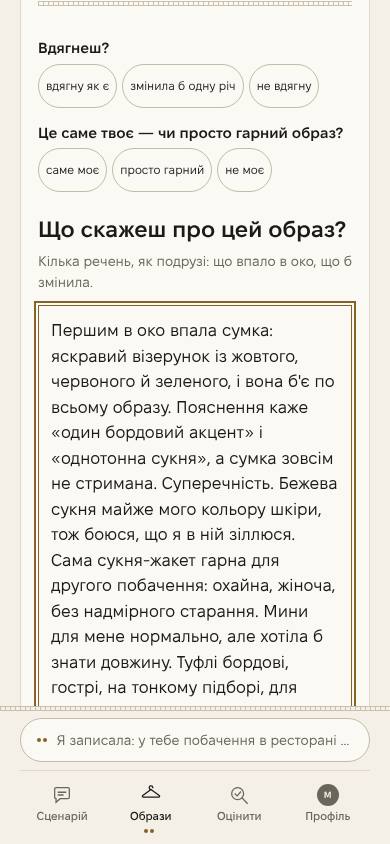 Вдягнеш?
вдягну як є
змінила б одну річ
не вдягну
Це саме твоє — чи просто гарний образ?
саме моє
просто гарний
не моє
Що скажеш про цей образ?
Кілька речень, як подрузі: що впало в око, що б
змінила.
Першим в око впала сумка:
яскравий візерунок із жовтого,
червоного й зеленого, і вона б'є по
всьому образу. Пояснення каже
«один бордовий акцент» і
«однотонна сукня», а сумка зовсім
не стримана. Суперечність. Бежева
сукня майже мого кольору шкіри,
тож боюся, що я в ній зіллюся.
Сама сукня-жакет гарна для
другого побачення: охайна, жіноча,
без надмірного старання. Мини
для мене нормально, але хотіла б
знати довжину. Туфлі бордові,
гострі, на тонкому підборі, для
Я записала: у тебе побачення в ресторані ...
Сценарій
Образи
Оцінити
М
Профіль